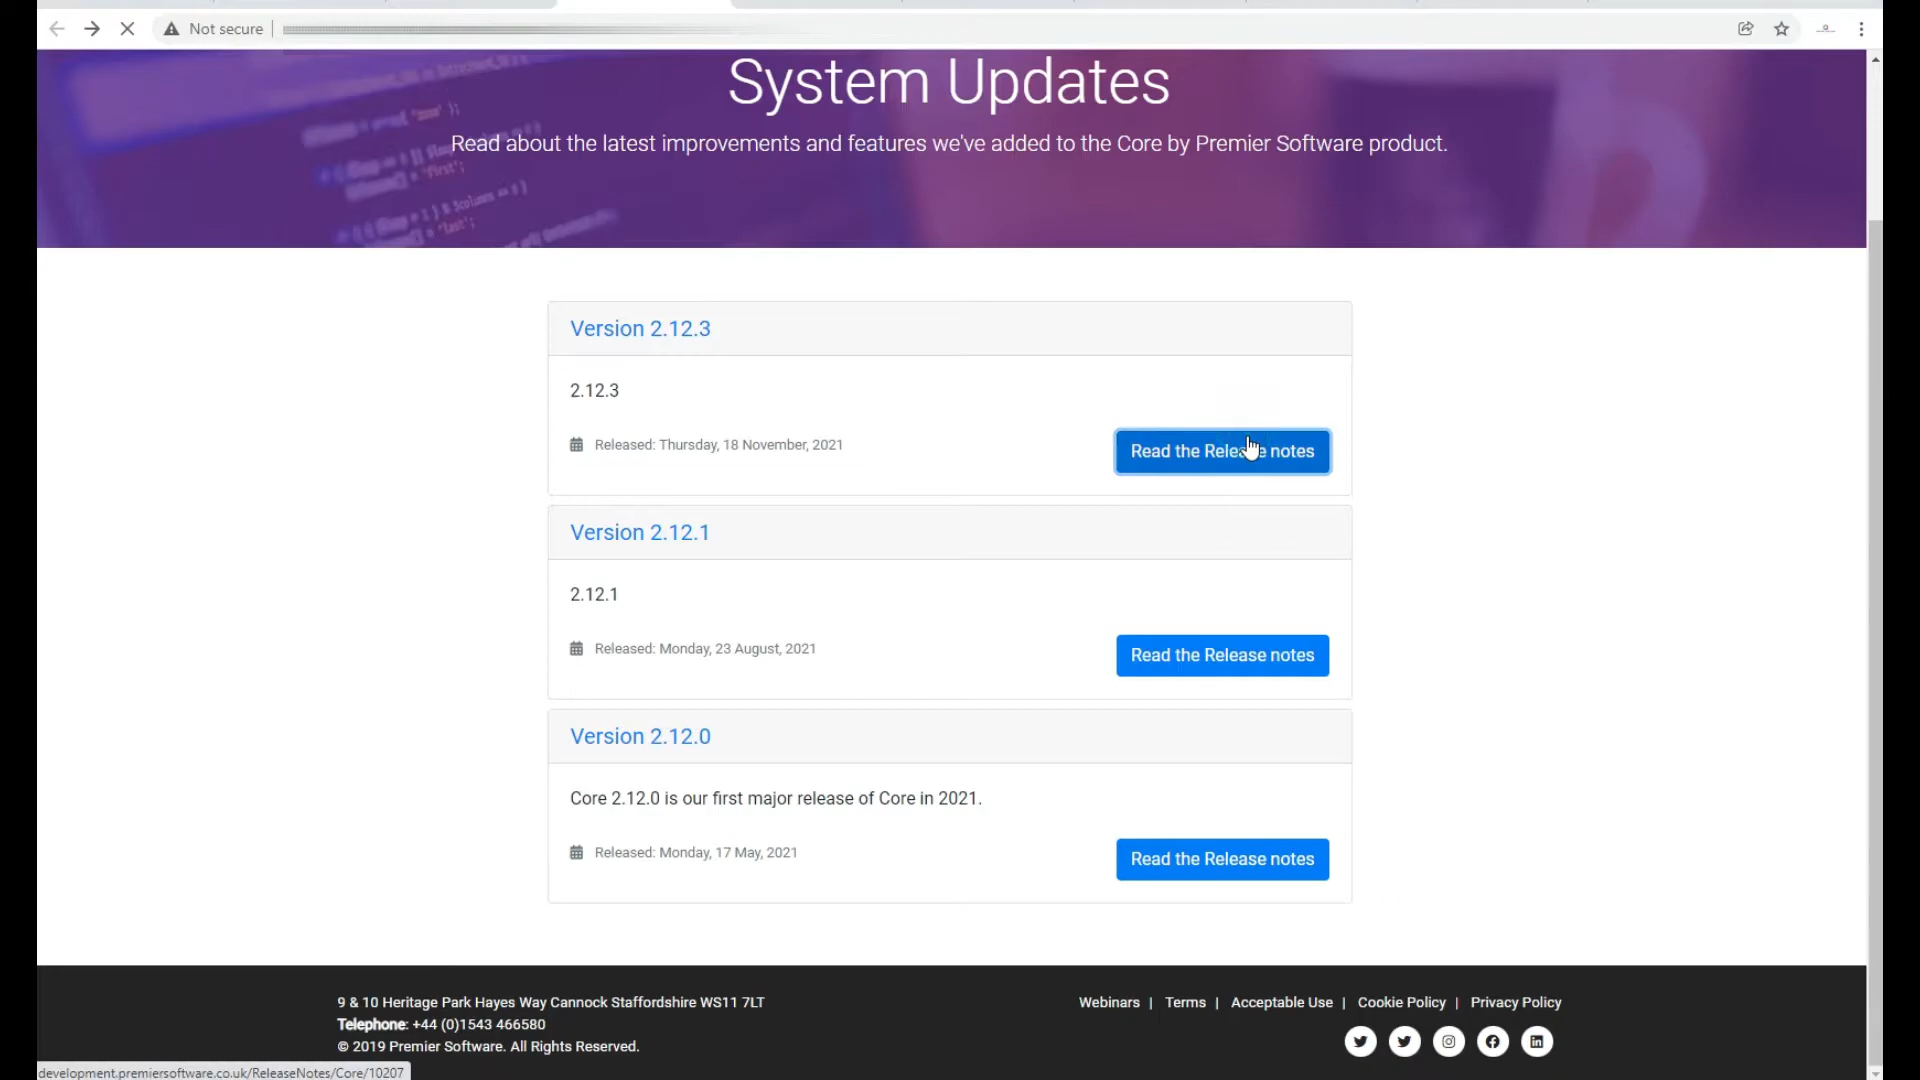 Not secure
System Updates
Read about the latest improvements and features we've added to the Core by Premier Software product.
Version 2.12.3
2.12.3
Released: Thursday, 18 November, 2021
Read the Release notes
Version 2.12.1
2.12.1
Released: Monday, 23 August, 2021
Read the Release notes
Version 2.12.0
Core 2.12.0 is our first major release of Core in 2021.
Released: Monday, 17 May, 2021
Read the Release notes
9 & 10 Heritage Park Hayes Way Cannock Staffordshire WS11 7LT
Telephone: +44 (0)1543 466580
© 2019 Premier Software. All Rights Reserved.
Webinars | Terms | Acceptable Use | Cookie Policy | Privacy Policy
development.premiersoftware.co.uk/ReleaseNotes/Core/10207